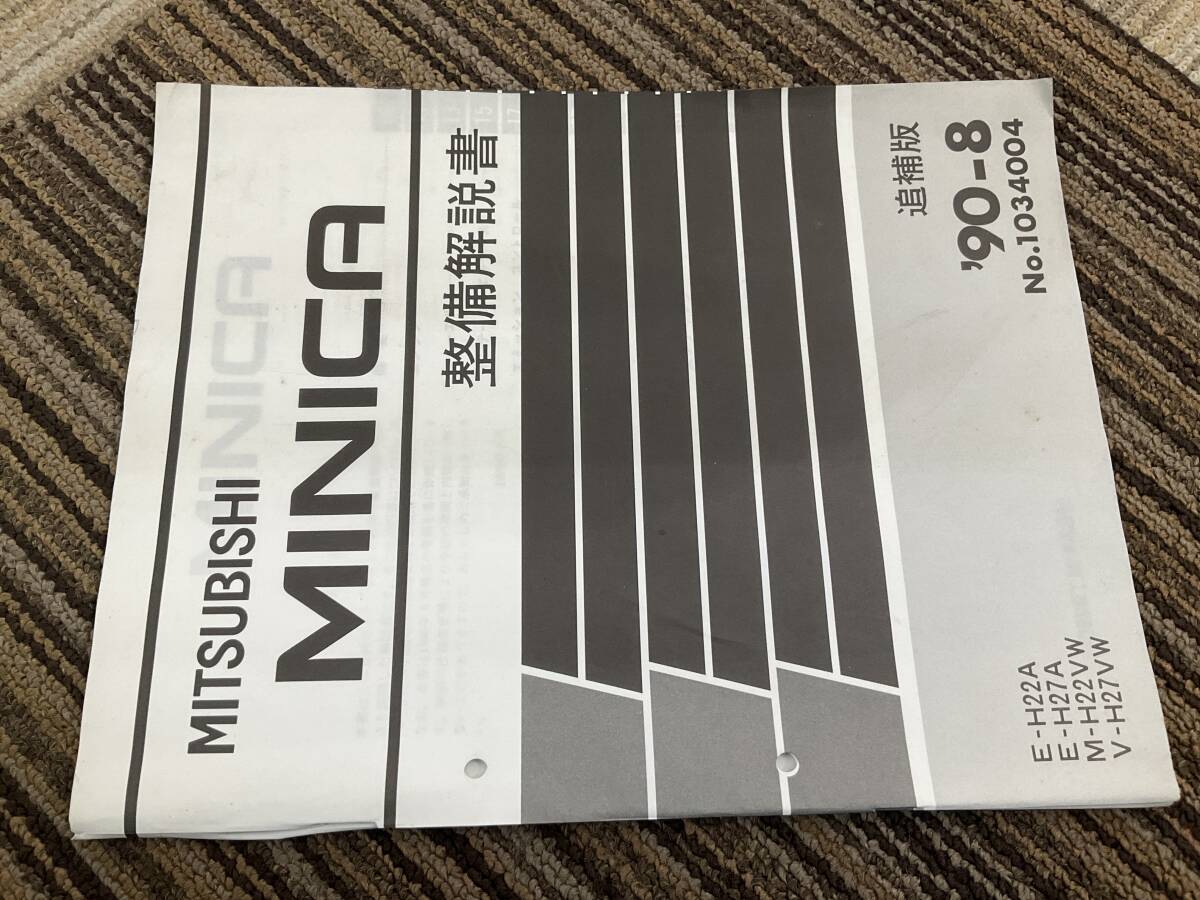 MITSUBISHI
MINICA
整備解説書
追補版
'90-8
No.1034004
E-H22A
E-H27A
M-H22VW
V-H27VW